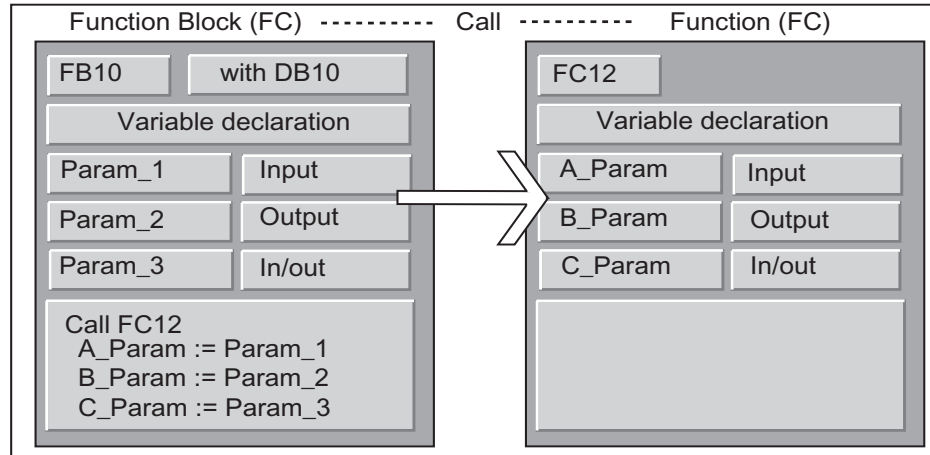 Function Block (FC) ----------- Call ----------- Function (FC)
FB10
with DB10
Variable declaration
Param_1
Input
Param_2
Output
Param_3
In/out
Call FC12
A_Param := Param_1
B_Param := Param_2
C_Param := Param_3
FC12
Variable declaration
A_Param
Input
B_Param
Output
C_Param
In/out